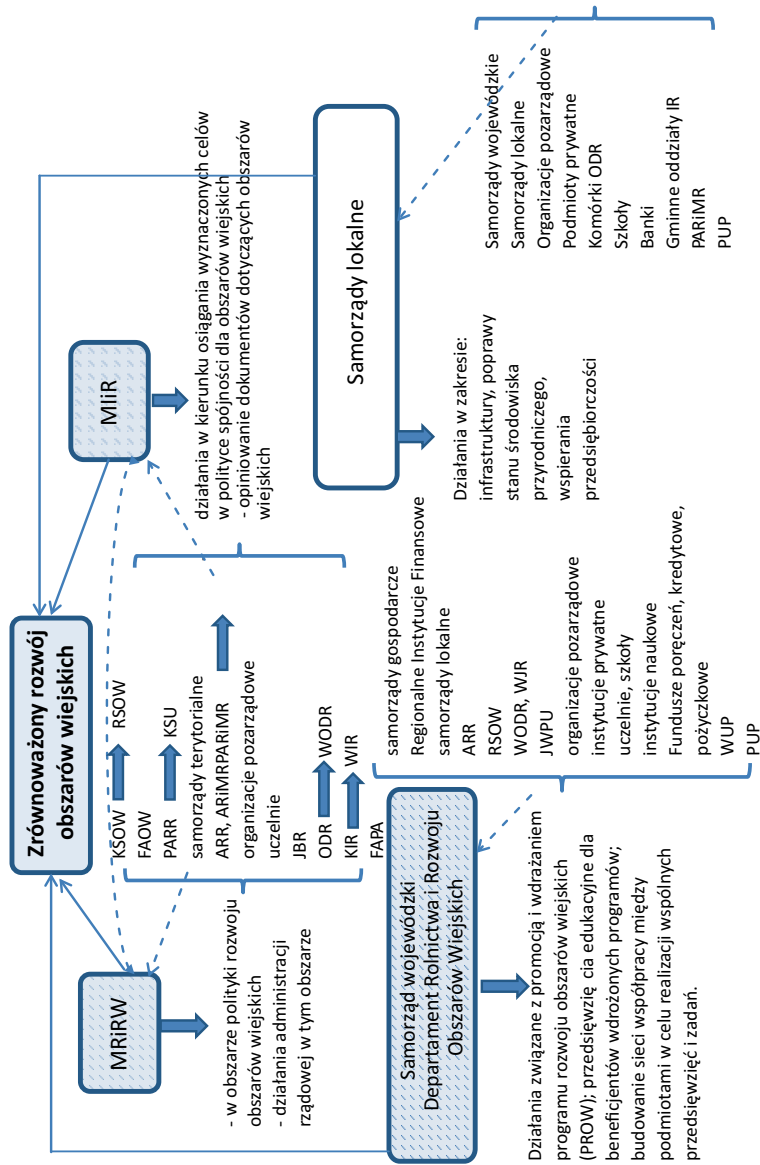 Zrównoważony rozwój
obszarów wiejskich
MRiRW
MIiR
- w obszarze polityki rozwoju
obszarów wiejskich
- działania administracji
rządowej w tym obszarze
KSOW
RSOW
FAOW
PARR
KSU
samorządy terytorialne
ARR, ARiMRPARiMR
organizacje pozarządowe
uczelnie
JBR
ODR
WODR
KIR
WIR
FAPA
działania w kierunku osiągania wyznaczonych celów
w polityce spójności dla obszarów wiejskich
- opiniowanie dokumentów dotyczących obszarów
wiejskich
Samorząd wojewódzki
Departament Rolnictwa i Rozwoju
Obszarów Wiejskich
Działania związane z promocją i wdrażaniem
programu rozwoju obszarów wiejskich
(PROW); przedsięwzię cia edukacyjne dla
beneficjentów wdrożonych programów;
budowanie sieci współpracy między
podmiotami w celu realizacji wspólnych
przedsięwzięć i zadań.
samorządy gospodarcze
Regionalne Instytucje Finansowe
samorządy lokalne
ARR
RSOW
WODR, WJR
JWPU
organizacje pozarządowe
instytucje prywatne
uczelnie, szkoły
instytucje naukowe
Fundusze poręczeń, kredytowe,
pożyczkowe
WUP
PUP
Samorządy lokalne
Działania w zakresie:
infrastruktury, poprawy
stanu środowiska
przyrodniczego,
wspierania
przedsiębiorczości
Samorządy wojewódzkie
Samorządy lokalne
Organizacje pozarządowe
Podmioty prywatne
Komórki ODR
Szkoły
Banki
Gminne oddziały IR
PARiMR
PUP